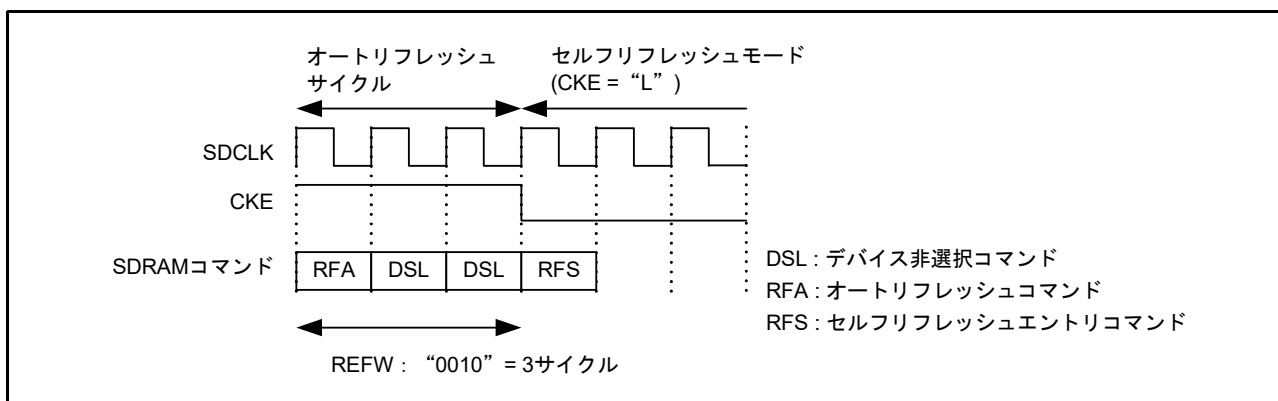 オートリフレッシュ
サイクル
セルフリフレッシュモード
(CKE = “L” )
SDCLK
CKE
SDRAMコマンド
RFA
DSL
DSL
RFS
DSL : デバイス非選択コマンド
RFA : オートリフレッシュコマンド
RFS : セルフリフレッシュエントリコマンド
REFW : “0010” = 3サイクル